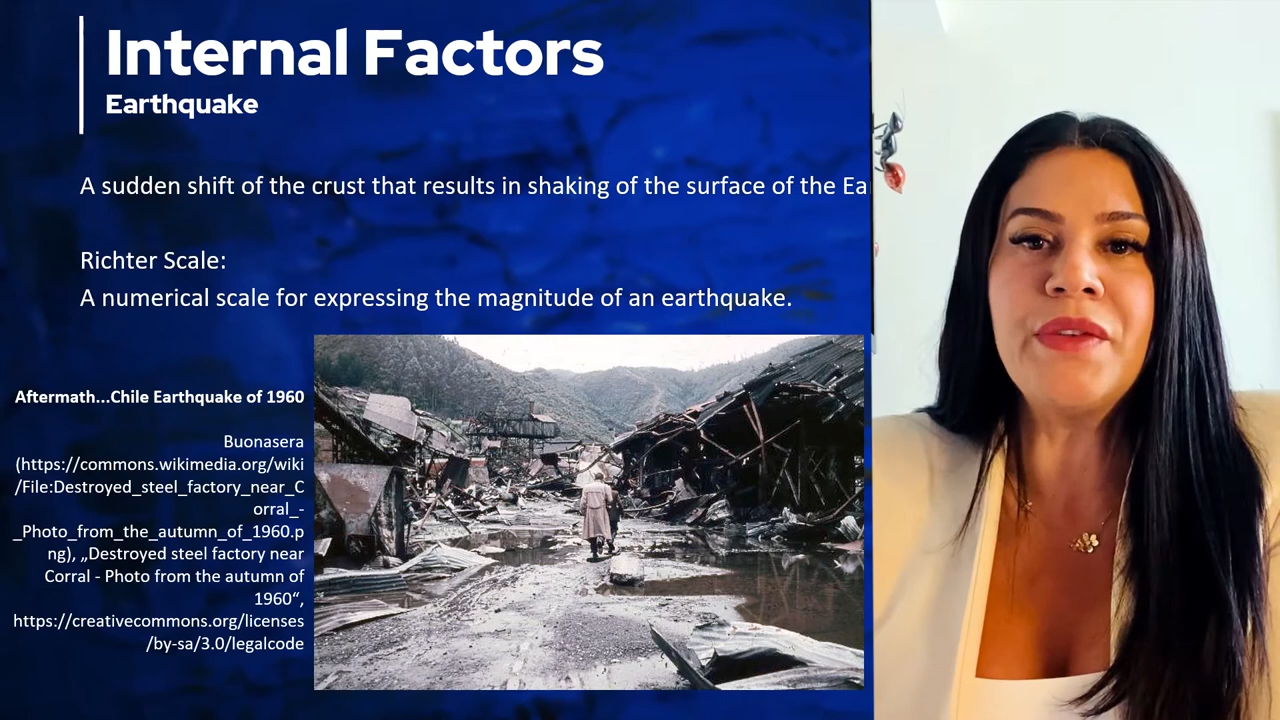 Internal Factors
Earthquake
A sudden shift of the crust that results in shaking of the surface of the Ea
Richter Scale:
A numerical scale for expressing the magnitude of an earthquake.
Aftermath...Chile Earthquake of 1960
Buonasera
(https://commons.wikimedia.org/wiki
/File:Destroyed_steel_factory_near_C
orral_-
_Photo_from_the_autumn_of_1960.p
ng), „Destroyed steel factory near
Corral - Photo from the autumn of
1960“,
https://creativecommons.org/licenses
/by-sa/3.0/legalcode